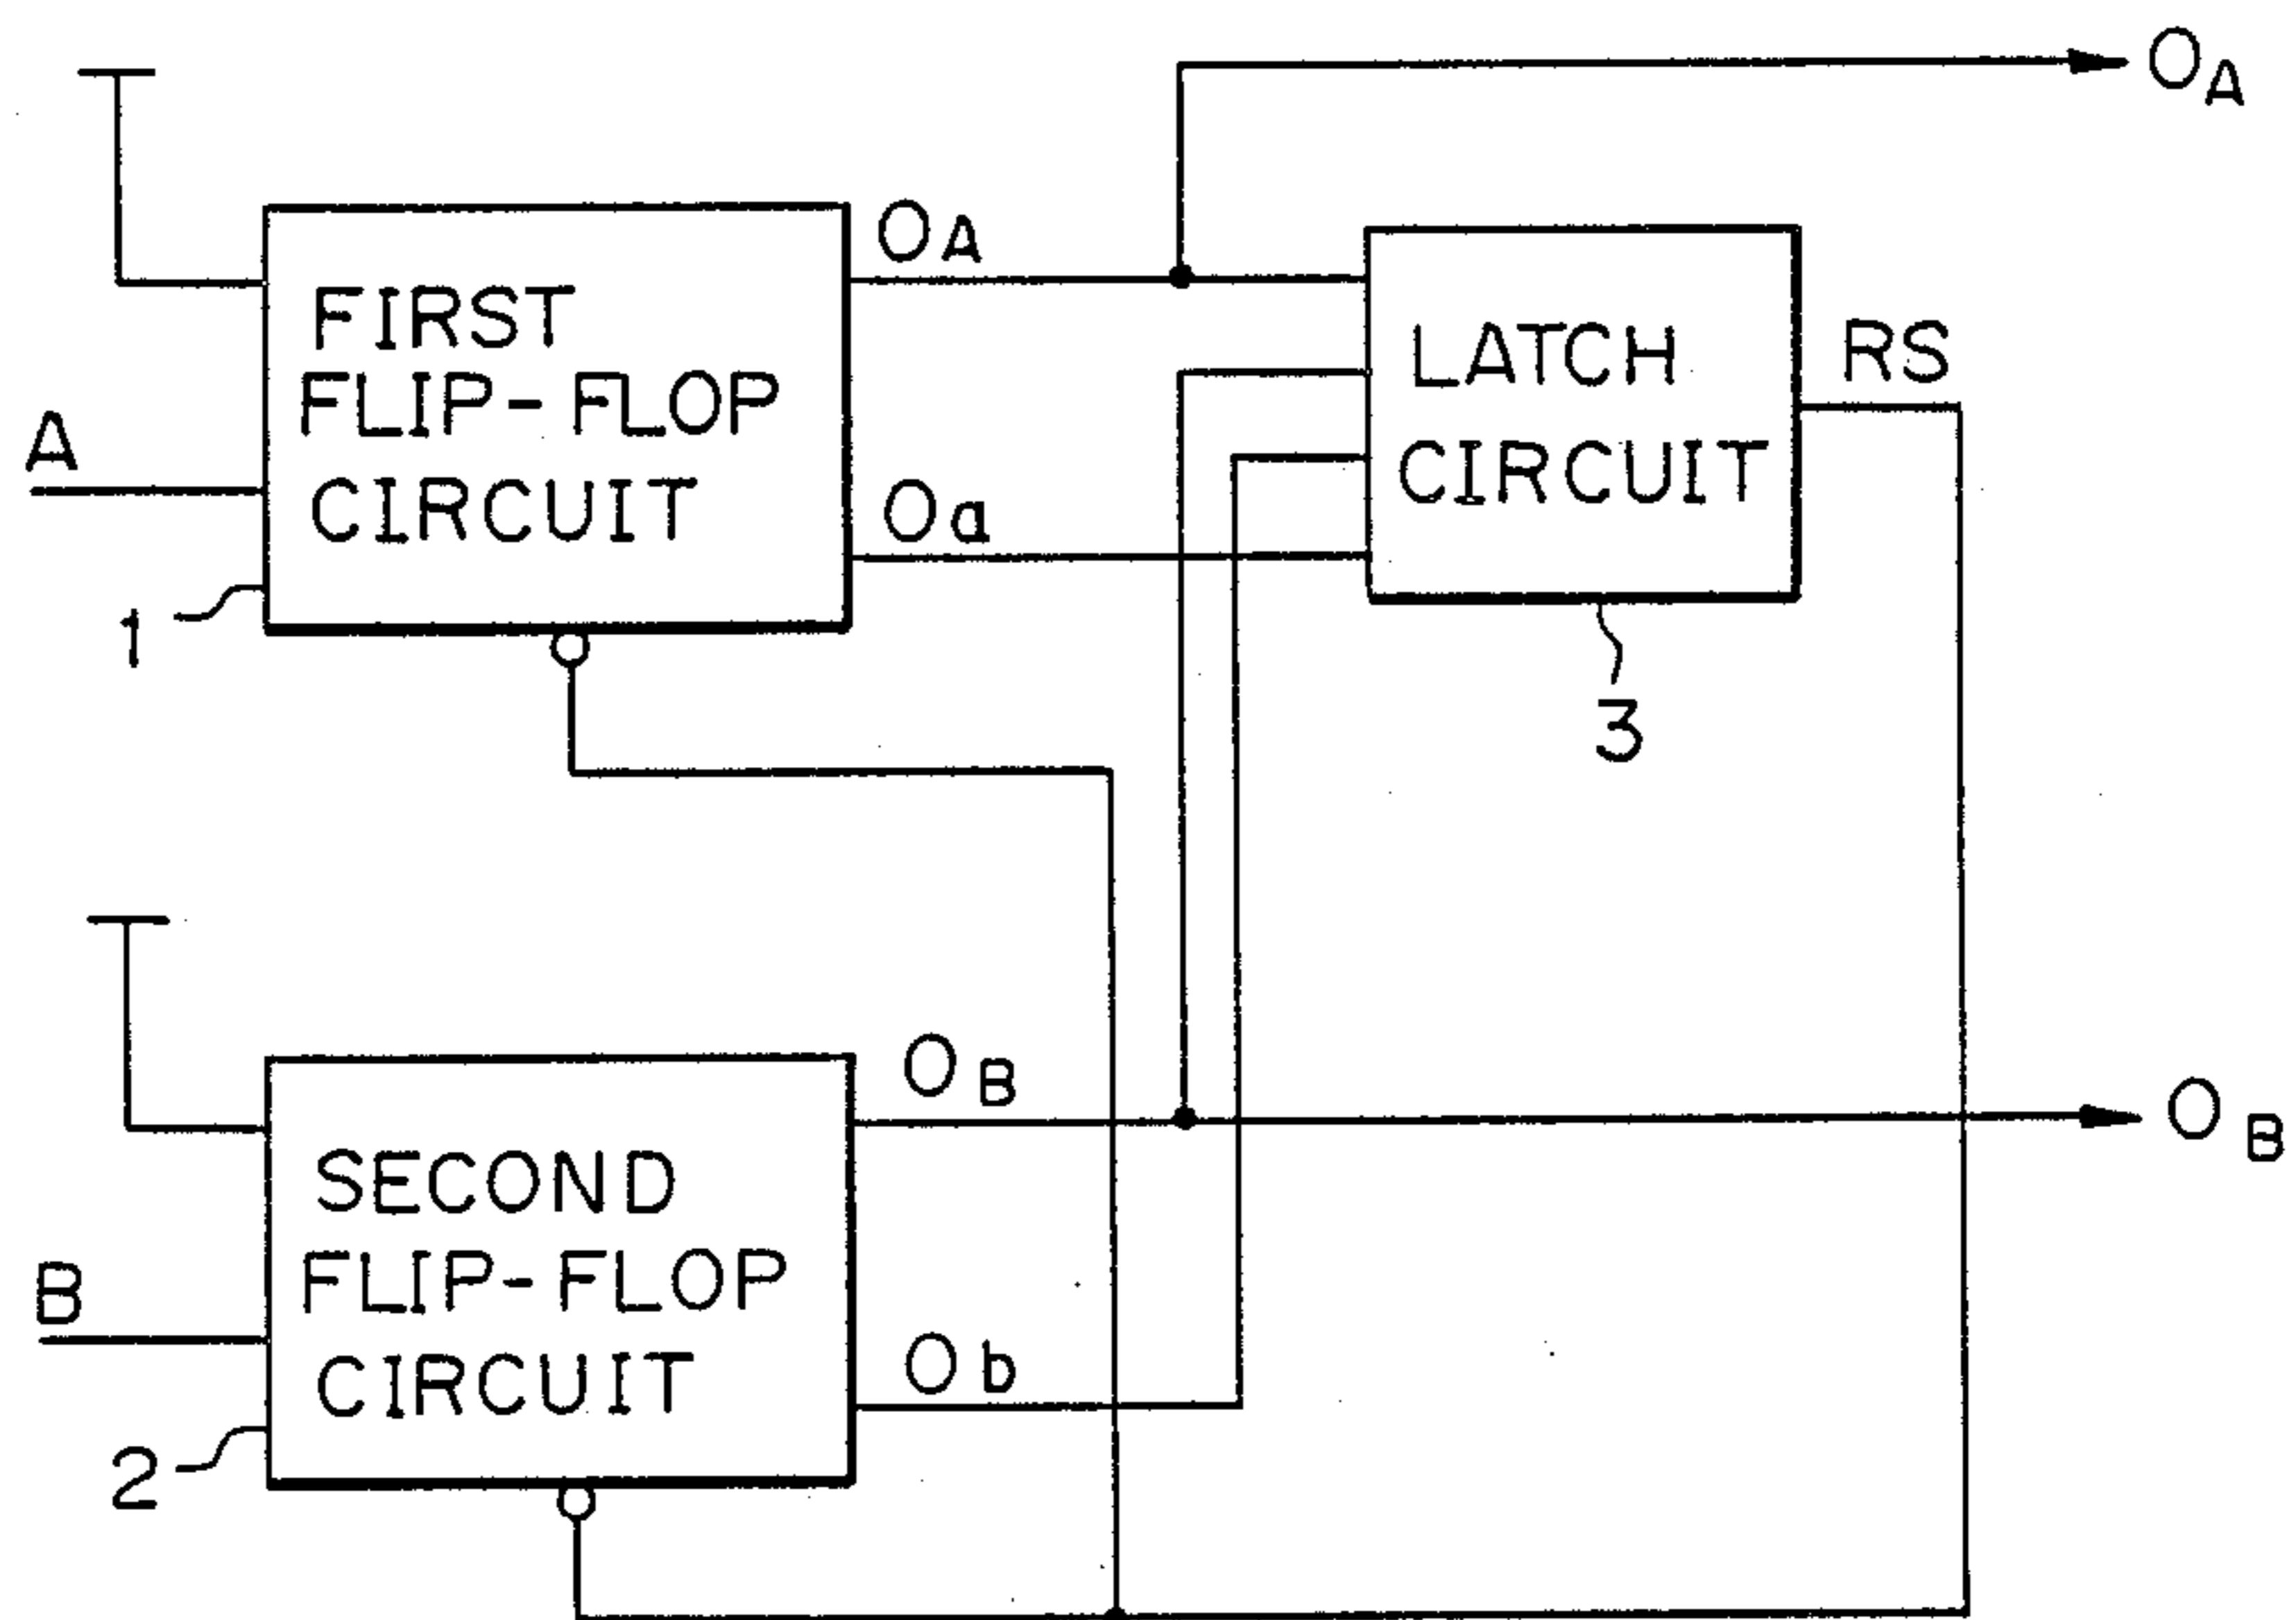 OA
OA
FIRST
FLIP-FLOP
CIRCUIT
A
Oa
1
LATCH
CIRCUIT
RS
3
OB
OB
SECOND
FLIP-FLOP
CIRCUIT
B
Ob
2